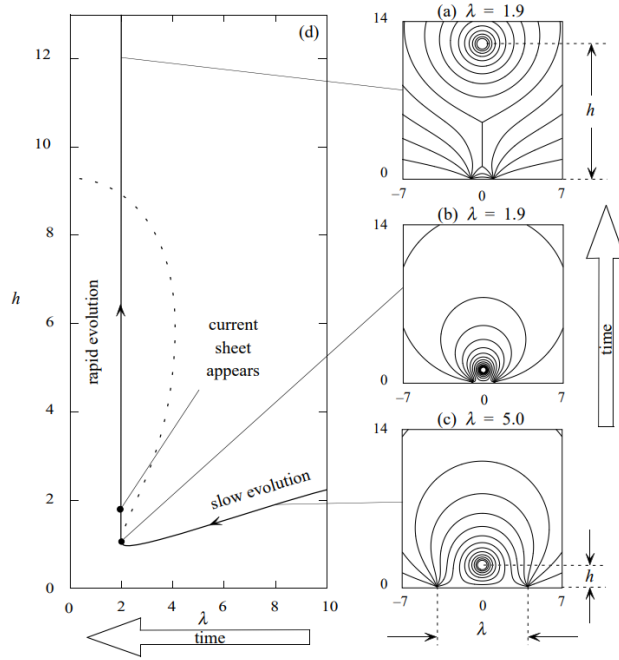 (d)
12
10
8
6
4
2
0
h
rapid evolution
current
sheet
appears
slow evolution
0
2
4
6
8
10
λ
time
(a) λ = 1.9
14
0
−7
0
7
h
(b) λ = 1.9
14
0
−7
0
7
time
(c) λ = 5.0
14
0
−7
0
7
h
λ